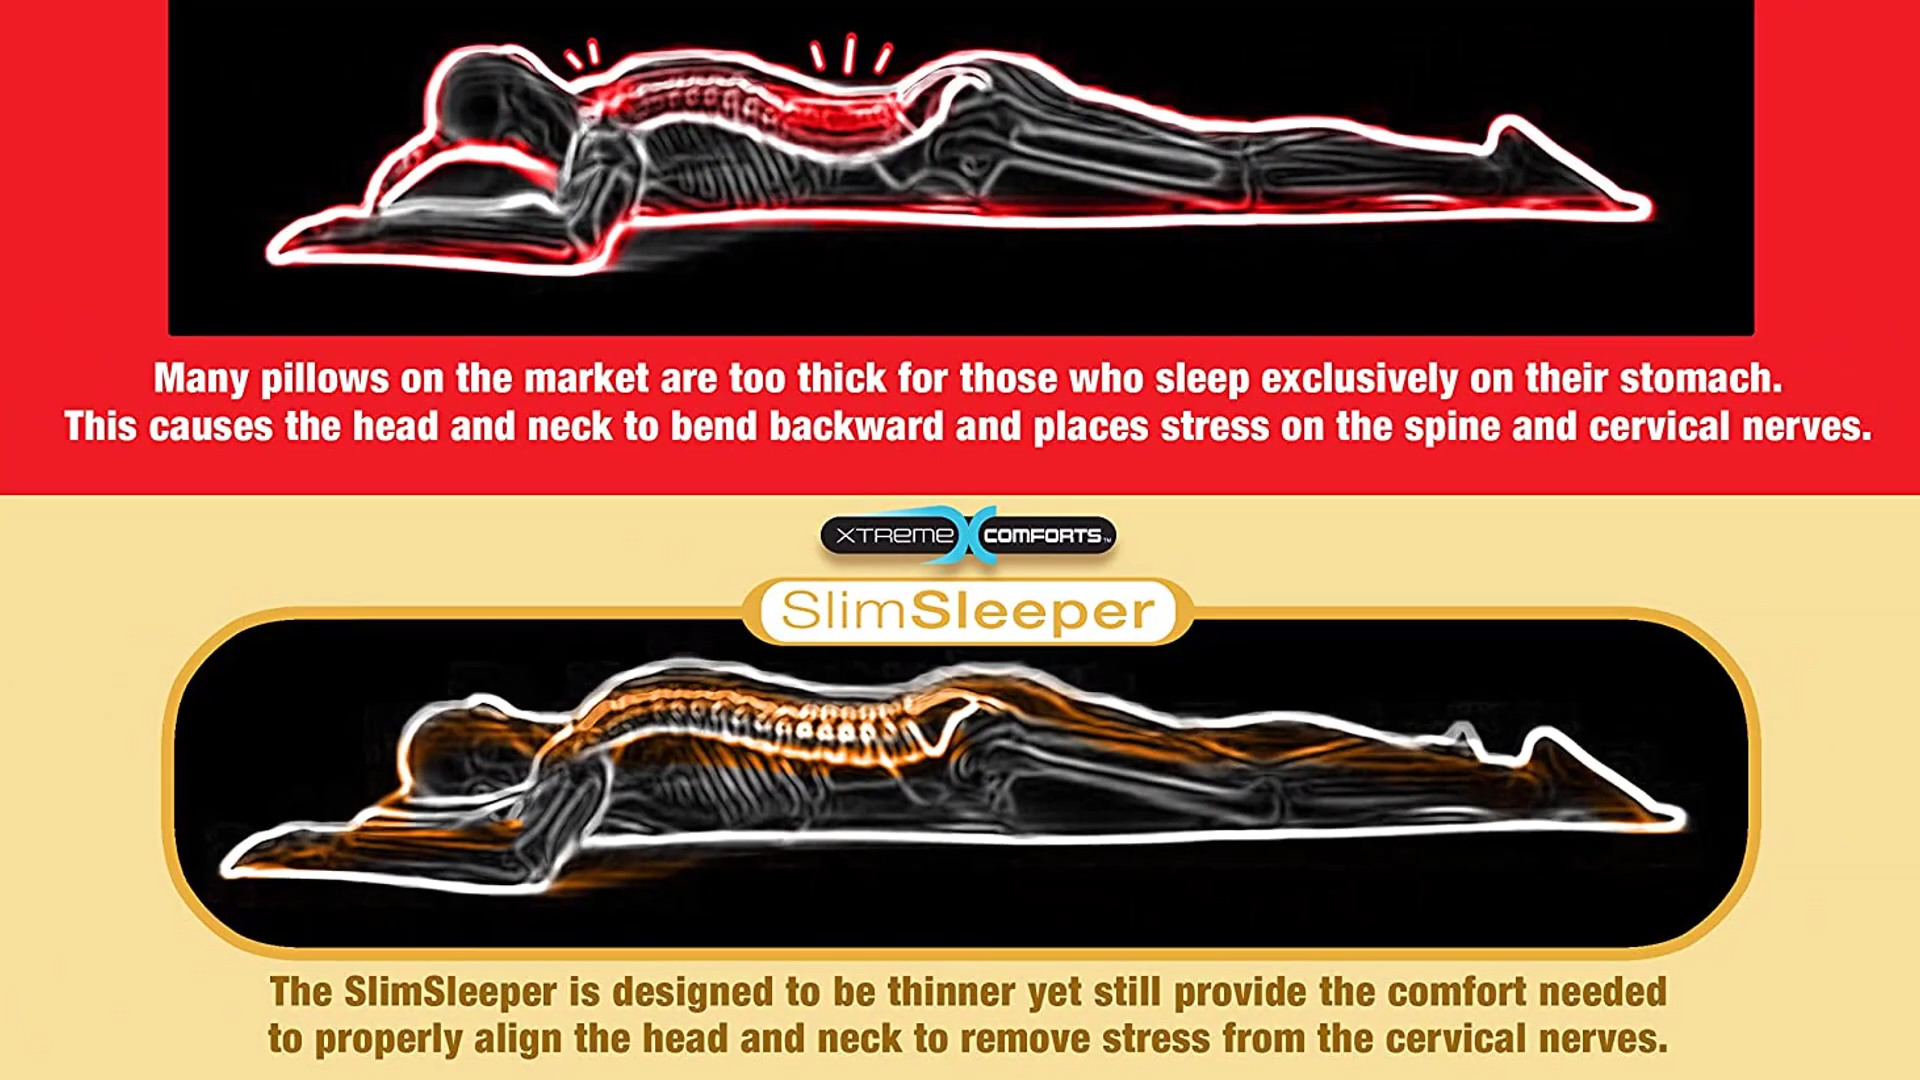 Many pillows on the market are too thick for those who sleep exclusively on their stomach.
This causes the head and neck to bend backward and places stress on the spine and cervical nerves.
XTREME COMFORTS™
SlimSleeper
The SlimSleeper is designed to be thinner yet still provide the comfort needed
to properly align the head and neck to remove stress from the cervical nerves.